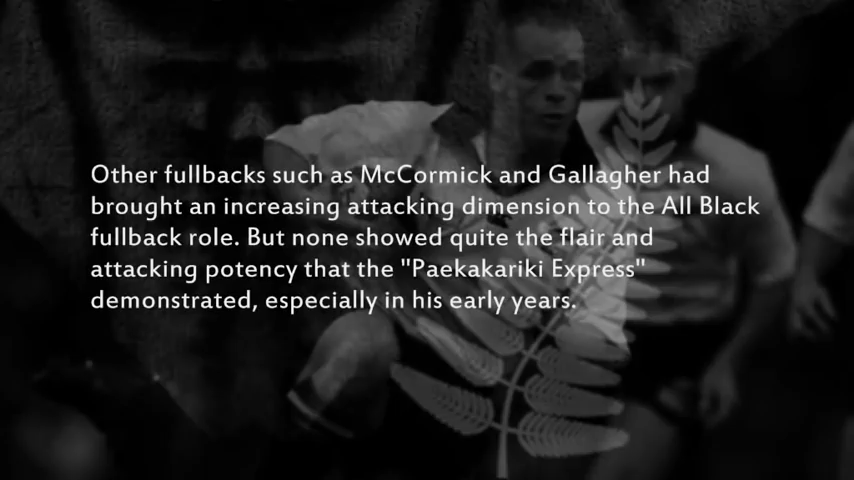 Other fullbacks such as McCormick and Gallagher had
brought an increasing attacking dimension to the All Black
fullback role. But none showed quite the flair and
attacking potency that the "Paekakariki Express"
demonstrated, especially in his early years.